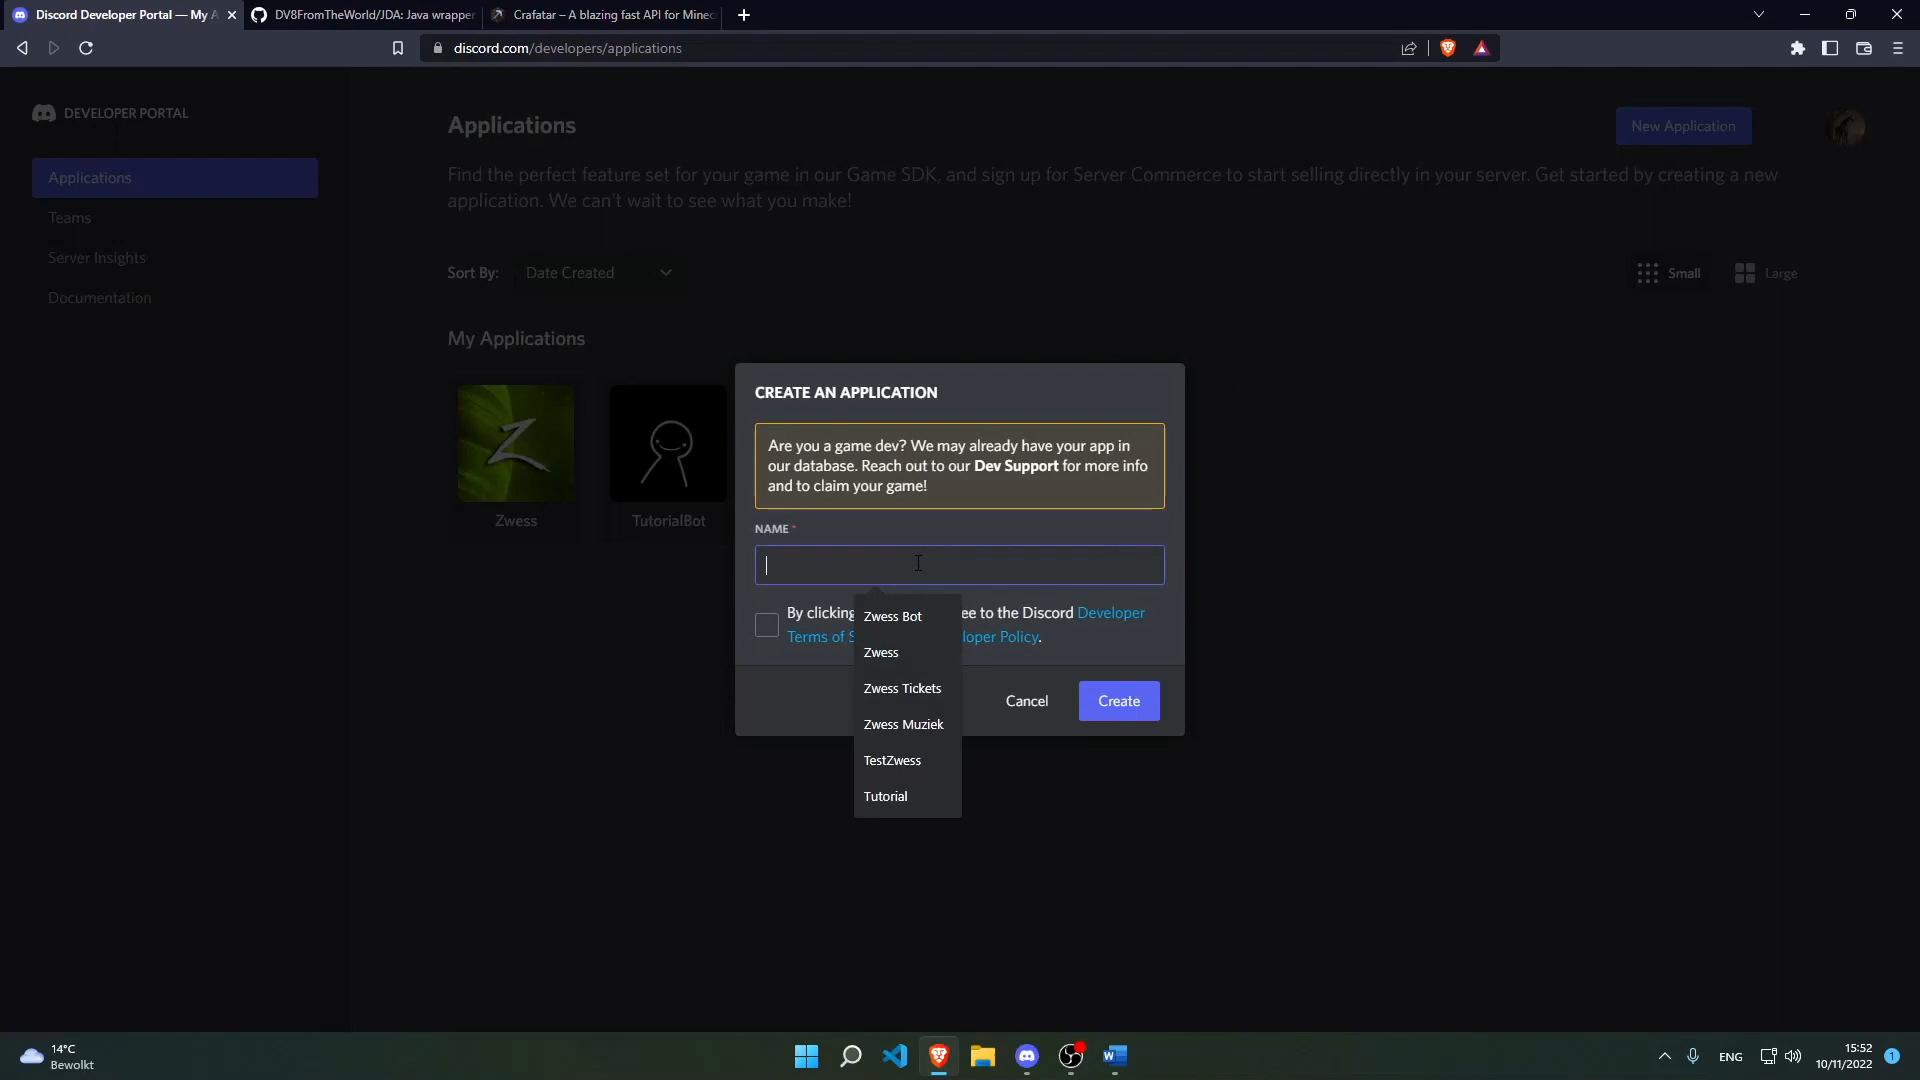 Discord Developer Portal — My A
DV8FromTheWorld/JDA: Java wrapper
Crafatar – A blazing fast API for Minec
discord.com/developers/applications
DEVELOPER PORTAL
Applications
Teams
Server Insights
Documentation
Applications
New Application
Find the perfect feature set for your game in our Game SDK, and sign up for Server Commerce to start selling directly in your server. Get started by creating a new
application. We can't wait to see what you make!
Sort By: Date Created
Small
Large
My Applications
Zwess
TutorialBot
CREATE AN APPLICATION
Are you a game dev? We may already have your app in
our database. Reach out to our Dev Support for more info
and to claim your game!
NAME *
By clicking ee to the Discord Developer
Terms of S loper Policy.
Zwess Bot
Zwess
Zwess Tickets
Zwess Muziek
TestZwess
Tutorial
Cancel
Create
14°C
Bewolkt
ENG
15:52
10/11/2022
1